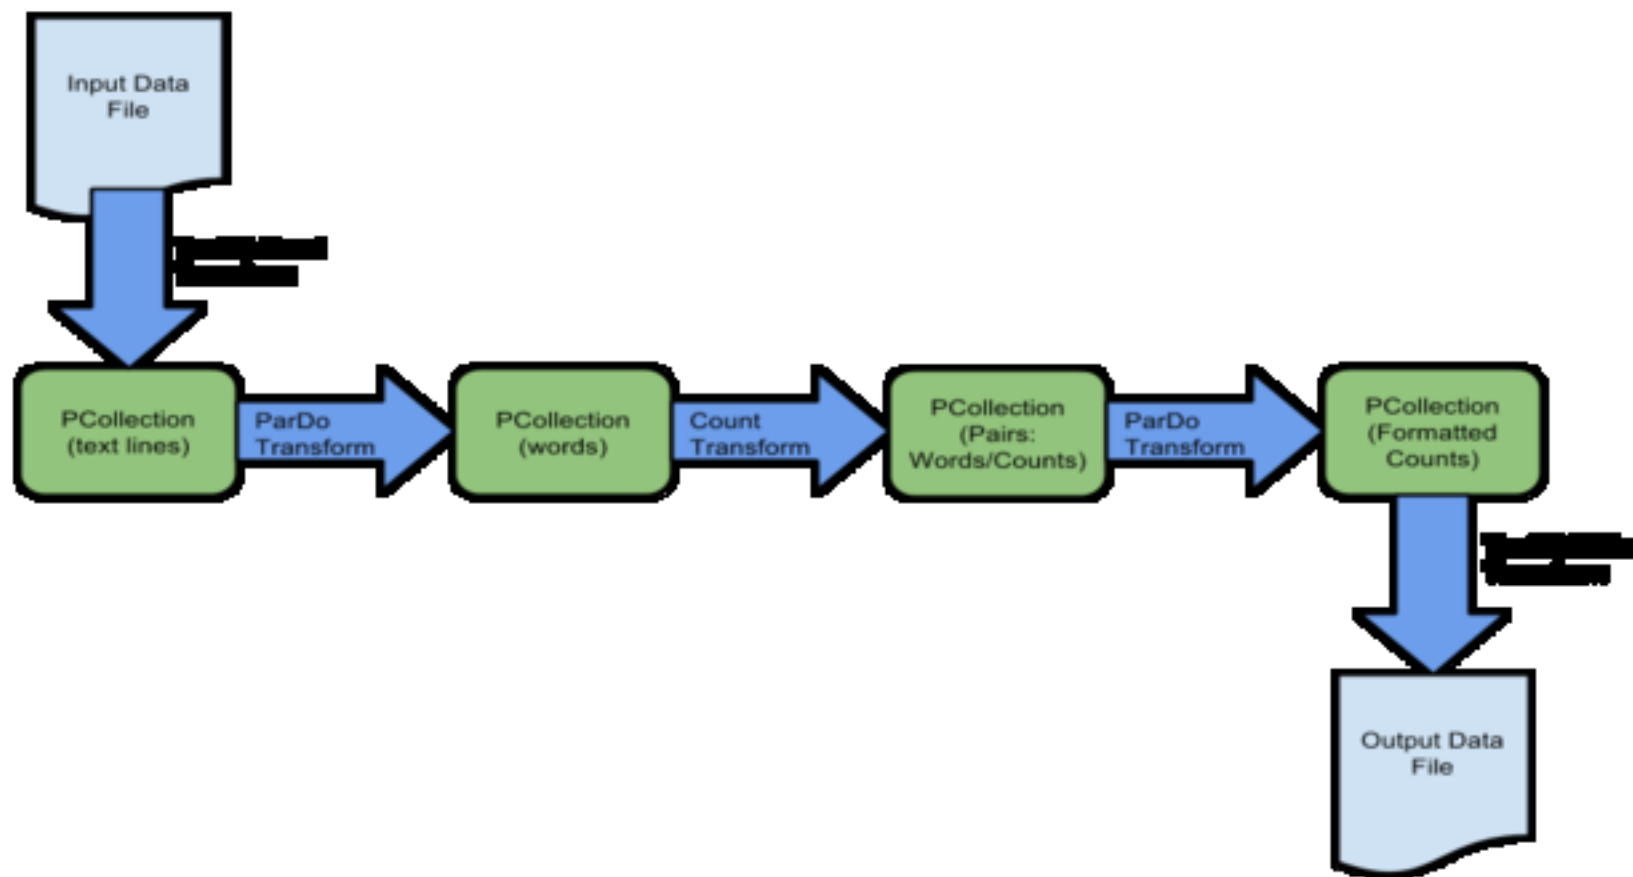 Input Data
File
PCollection
(text lines)
ParDo
Transform
PCollection
(words)
Count
Transform
PCollection
(Pairs:
Words/Counts)
ParDo
Transform
PCollection
(Formatted
Counts)
Output Data
File